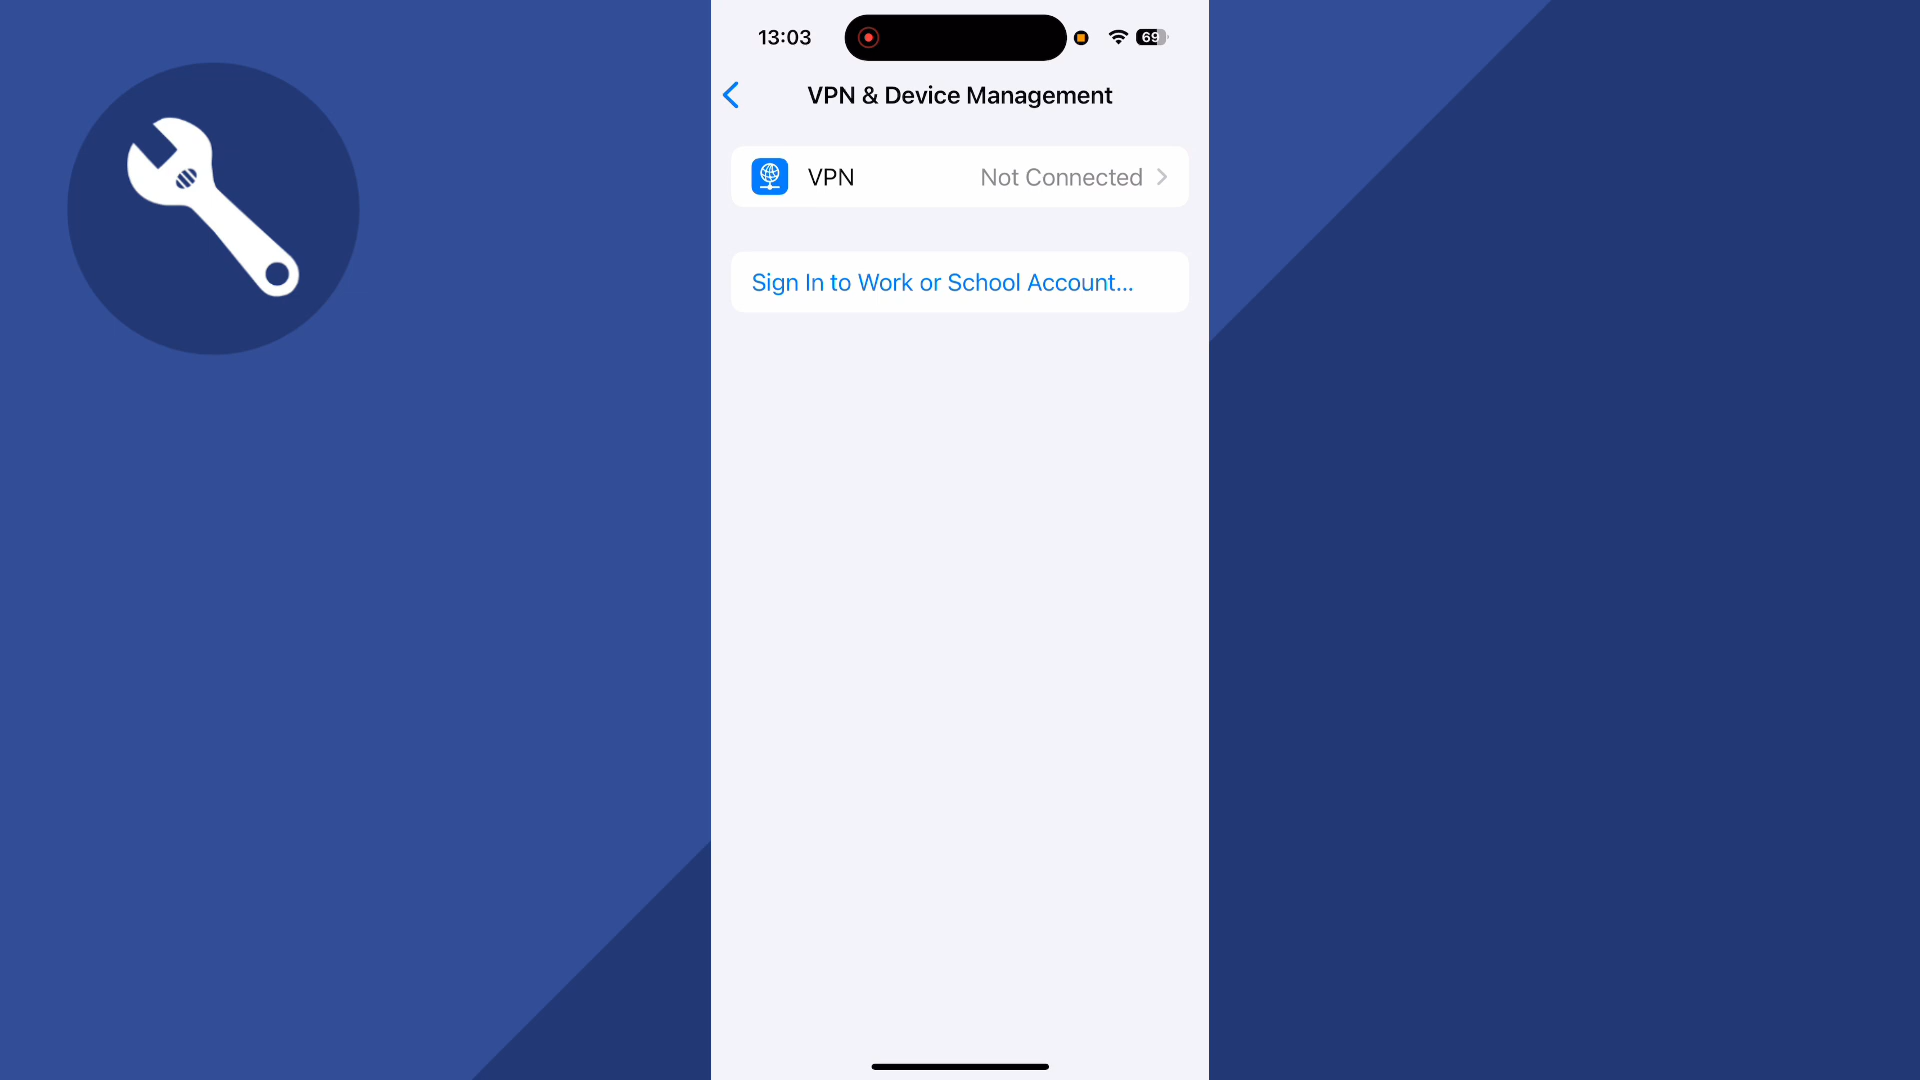 13:03
69
VPN & Device Management
VPN Not Connected
Sign In to Work or School Account...